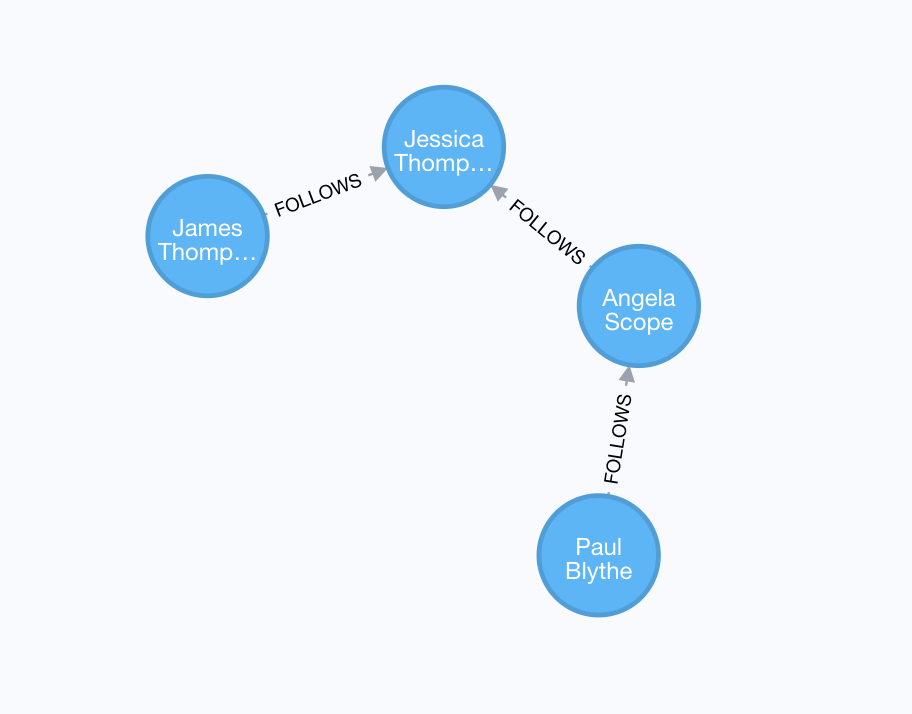 Jessica
Thomp...
FOLLOWS
James
Thomp...
FOLLOWS
Angela
Scope
FOLLOWS
Paul
Blythe